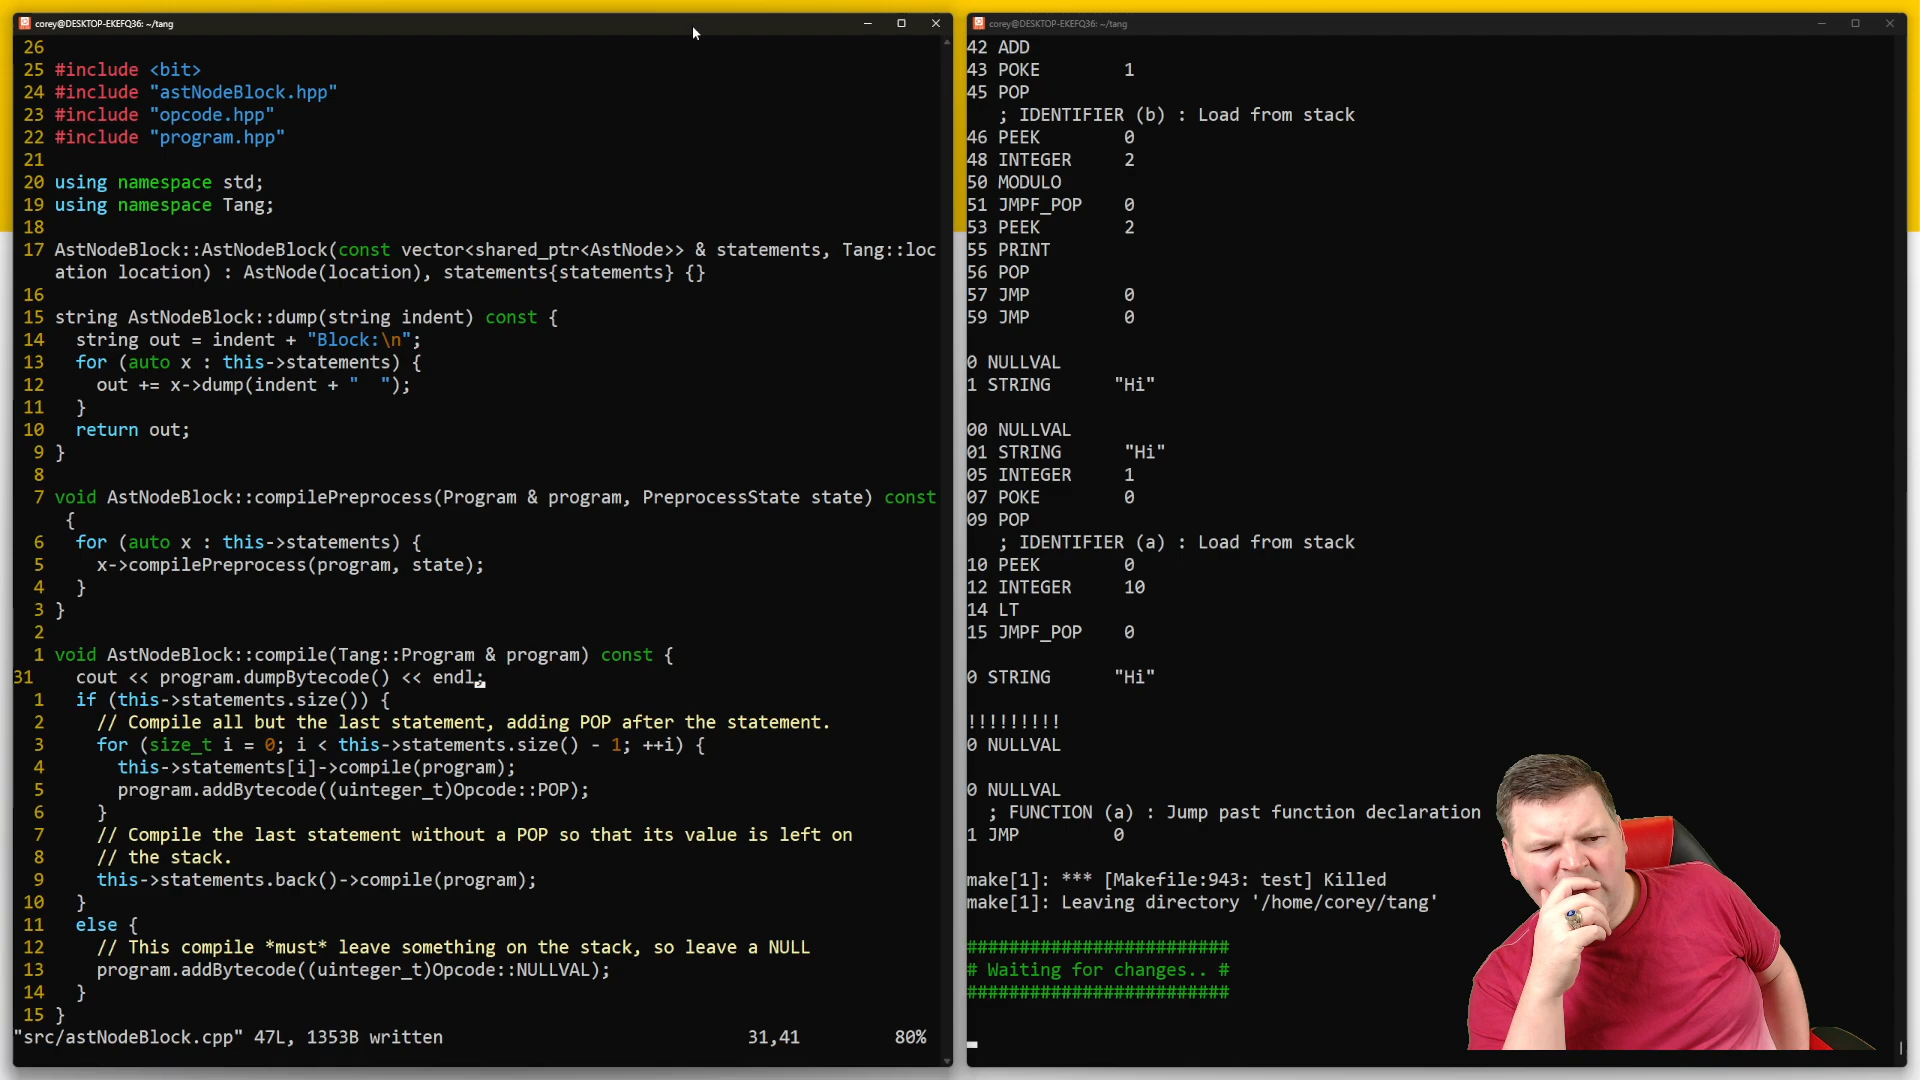 corey@DESKTOP-EKEFQ36: ~/tang
26
25 #include <bit>
24 #include "astNodeBlock.hpp"
23 #include "opcode.hpp"
22 #include "program.hpp"
21
20 using namespace std;
19 using namespace Tang;
18
17 AstNodeBlock::AstNodeBlock(const vector<shared_ptr<AstNode>> & statements, Tang::loc
ation location) : AstNode(location), statements{statements} {}
16
15 string AstNodeBlock::dump(string indent) const {
14   string out = indent + "Block:\n";
13   for (auto x : this->statements) {
12     out += x->dump(indent + "  ");
11   }
10   return out;
9 }
8
7 void AstNodeBlock::compilePreprocess(Program & program, PreprocessState state) const
{
6   for (auto x : this->statements) {
5     x->compilePreprocess(program, state);
4   }
3 }
2
1 void AstNodeBlock::compile(Tang::Program & program) const {
31   cout << program.dumpBytecode() << endl;
1   if (this->statements.size()) {
2     // Compile all but the last statement, adding POP after the statement.
3     for (size_t i = 0; i < this->statements.size() - 1; ++i) {
4       this->statements[i]->compile(program);
5       program.addBytecode((uinteger_t)Opcode::POP);
6     }
7     // Compile the last statement without a POP so that its value is left on
8     // the stack.
9     this->statements.back()->compile(program);
10   }
11   else {
12     // This compile *must* leave something on the stack, so leave a NULL
13     program.addBytecode((uinteger_t)Opcode::NULLVAL);
14   }
15 }
"src/astNodeBlock.cpp" 47L, 1353B written 31,41 80%
corey@DESKTOP-EKEFQ36: ~/tang
42 ADD
43 POKE 1
45 POP
; IDENTIFIER (b) : Load from stack
46 PEEK 0
48 INTEGER 2
50 MODULO
51 JMPF_POP 0
53 PEEK 2
55 PRINT
56 POP
57 JMP 0
59 JMP 0
0 NULLVAL
1 STRING "Hi"
00 NULLVAL
01 STRING "Hi"
05 INTEGER 1
07 POKE 0
09 POP
; IDENTIFIER (a) : Load from stack
10 PEEK 0
12 INTEGER 10
14 LT
15 JMPF_POP 0
0 STRING "Hi"
!!!!!!!!!
0 NULLVAL
0 NULLVAL
; FUNCTION (a) : Jump past function declaration
1 JMP 0
make[1]: *** [Makefile:943: test] Killed
make[1]: Leaving directory '/home/corey/tang'
#########################
# Waiting for changes.. #
#########################